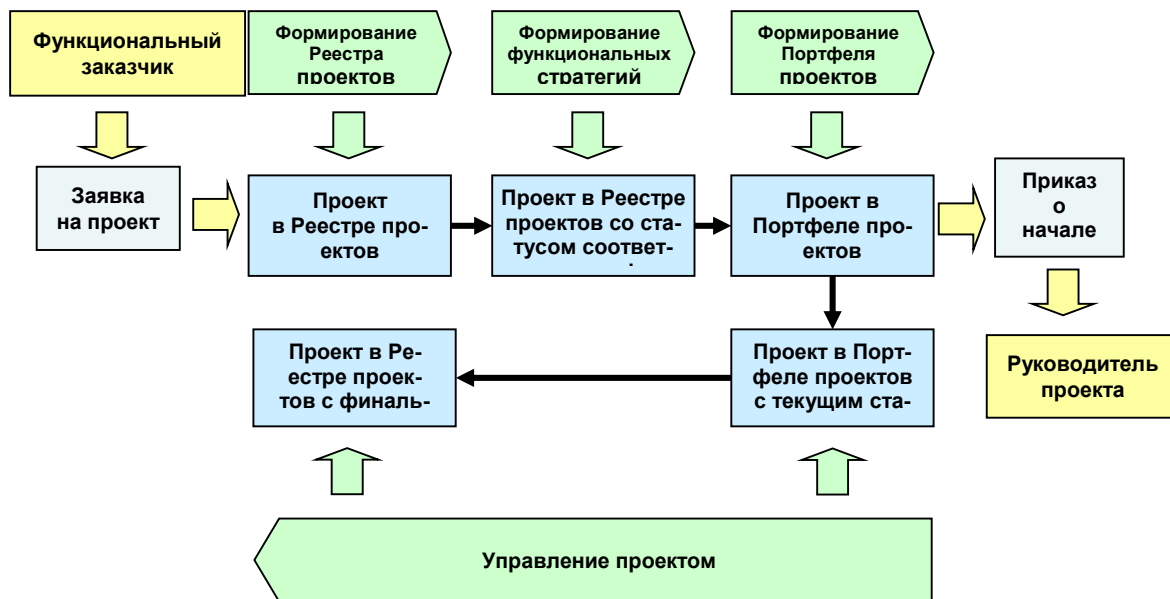 Функциональный
заказчик
Формирование
Реестра
проектов
Формирование
функциональных
стратегий
Формирование
Портфеля
проектов
Заявка
на проект
Проект
в Реестре про-
ектов
Проект в Реестре
проектов со ста-
тусом соответ-
Проект в
Портфеле про-
ектов
Приказ
о
начале
Проект в Ре-
естре проек-
тов с финаль-
Проект в Порт-
феле проектов
с текущим ста-
Руководитель
проекта
Управление проектом